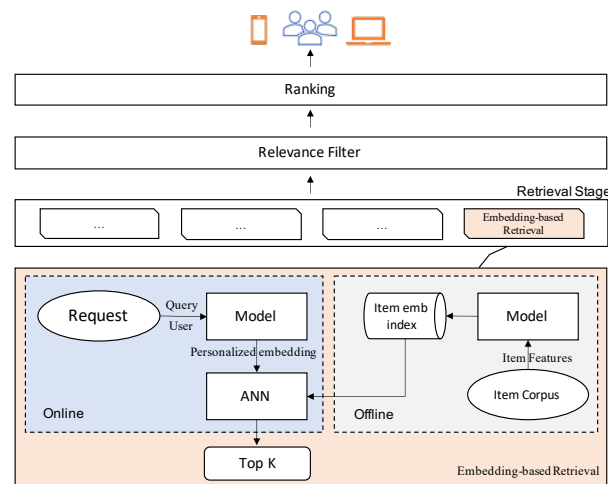 Ranking
Relevance Filter
Retrieval Stage
...
...
...
Embedding-based
Retrieval
Request
Query
User
Model
Personalized embedding
ANN
Online
Top K
Item emb
index
Model
Item Features
Item Corpus
Offline
Embedding-based Retrieval